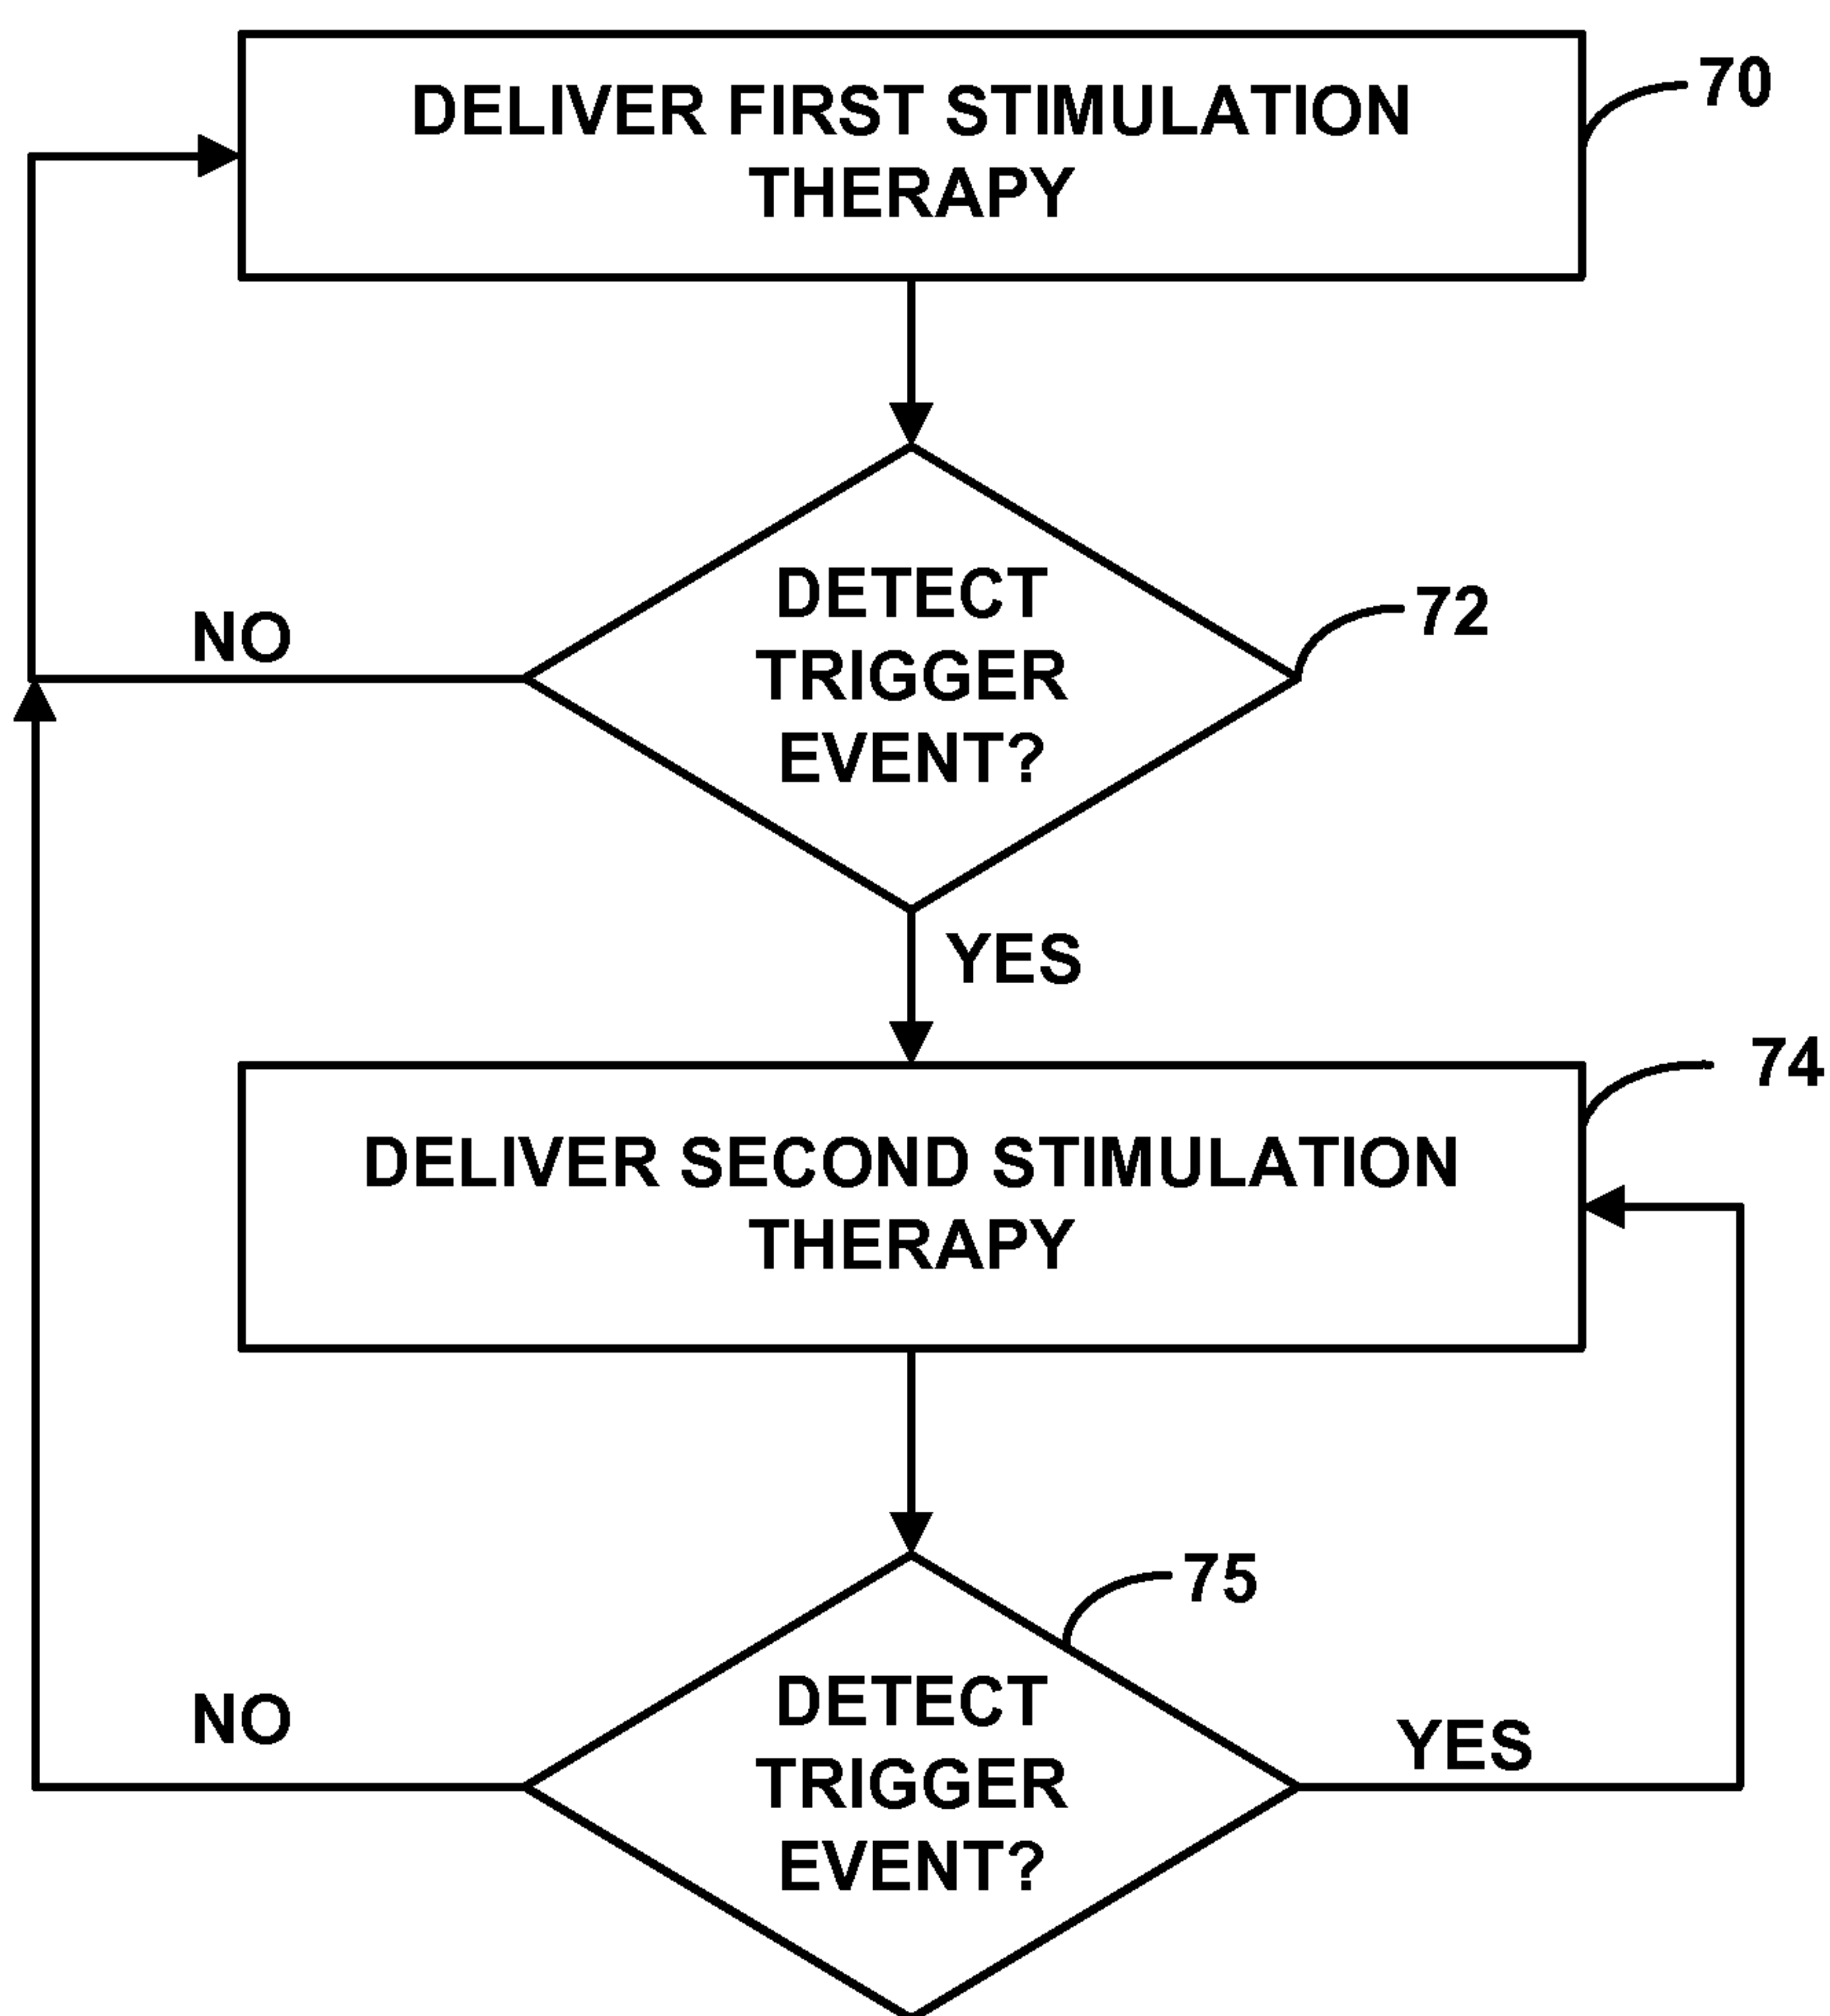 DELIVER FIRST STIMULATION
THERAPY
70
DETECT
TRIGGER
EVENT?
72
NO
YES
74
DELIVER SECOND STIMULATION
THERAPY
75
DETECT
TRIGGER
EVENT?
NO
YES